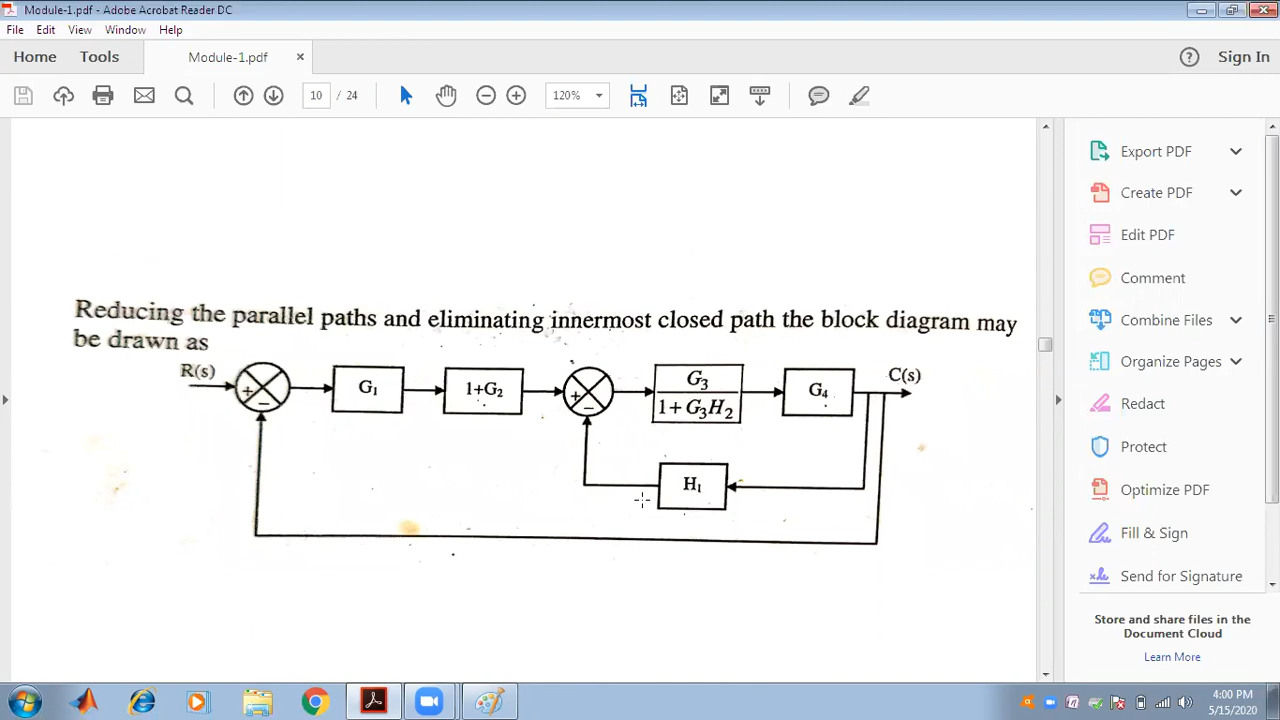 Module-1.pdf - Adobe Acrobat Reader DC
File Edit View Window Help
Home Tools Module-1.pdf × Sign In
10 / 24 120%
Reducing the parallel paths and eliminating innermost closed path the block diagram may
be drawn as
R(s) C(s)
+ − G₁ 1+G₂ + − G₃ / 1 + G₃H₂ G₄
H₁
Export PDF
Create PDF
Edit PDF
Comment
Combine Files
Organize Pages
Redact
Protect
Optimize PDF
Fill & Sign
Send for Signature
Store and share files in the
Document Cloud
Learn More
4:00 PM
5/15/2020